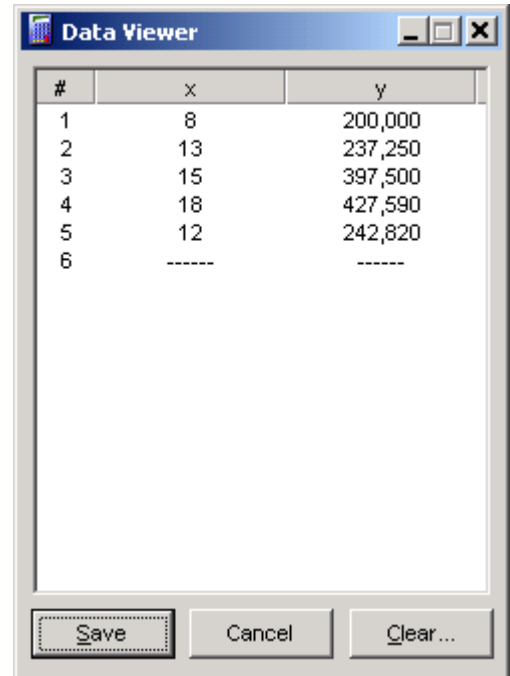 Data Viewer
# x y
1 8 200,000
2 13 237,250
3 15 397,500
4 18 427,590
5 12 242,820
6 ------ ------
Save Cancel Clear...